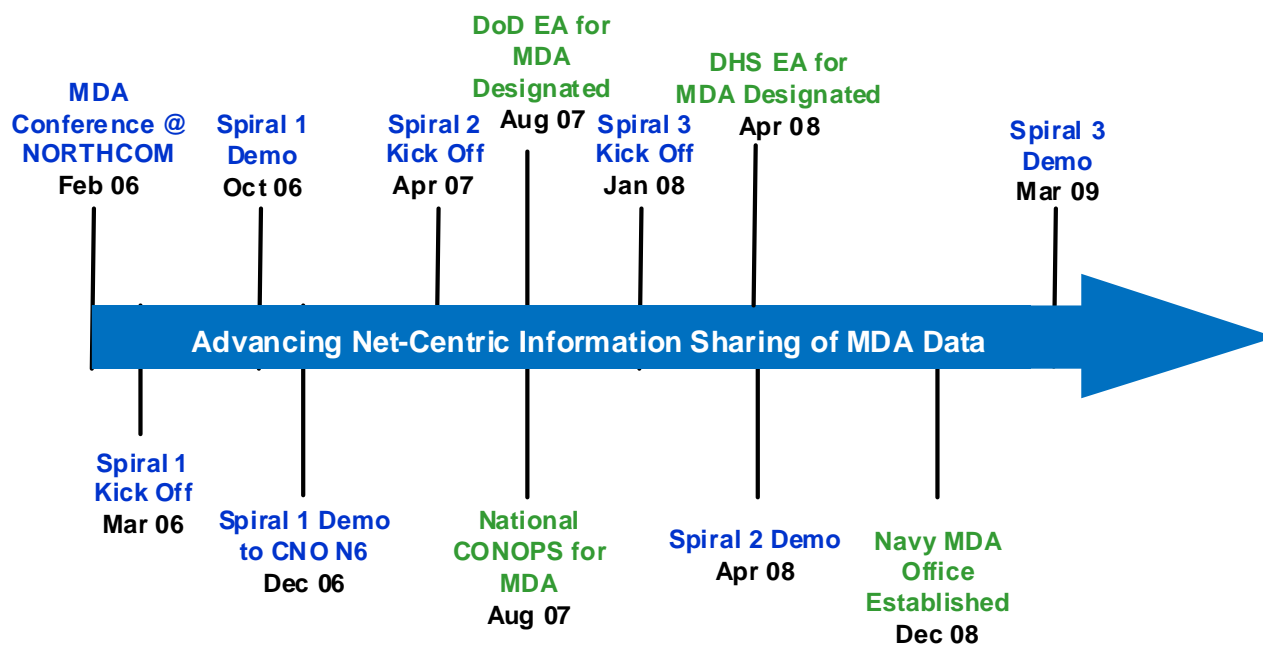 MDA
Conference @
NORTHCOM
Feb 06
Spiral 1
Demo
Oct 06
Spiral 2
Kick Off
Apr 07
DoD EA for
MDA
Designated
Aug 07
Spiral 3
Kick Off
Jan 08
DHS EA for
MDA Designated
Apr 08
Spiral 3
Demo
Mar 09
Advancing Net-Centric Information Sharing of MDA Data
Spiral 1
Kick Off
Mar 06
Spiral 1 Demo
to CNO N6
Dec 06
National
CONOPS for
MDA
Aug 07
Spiral 2 Demo
Apr 08
Navy MDA
Office
Established
Dec 08